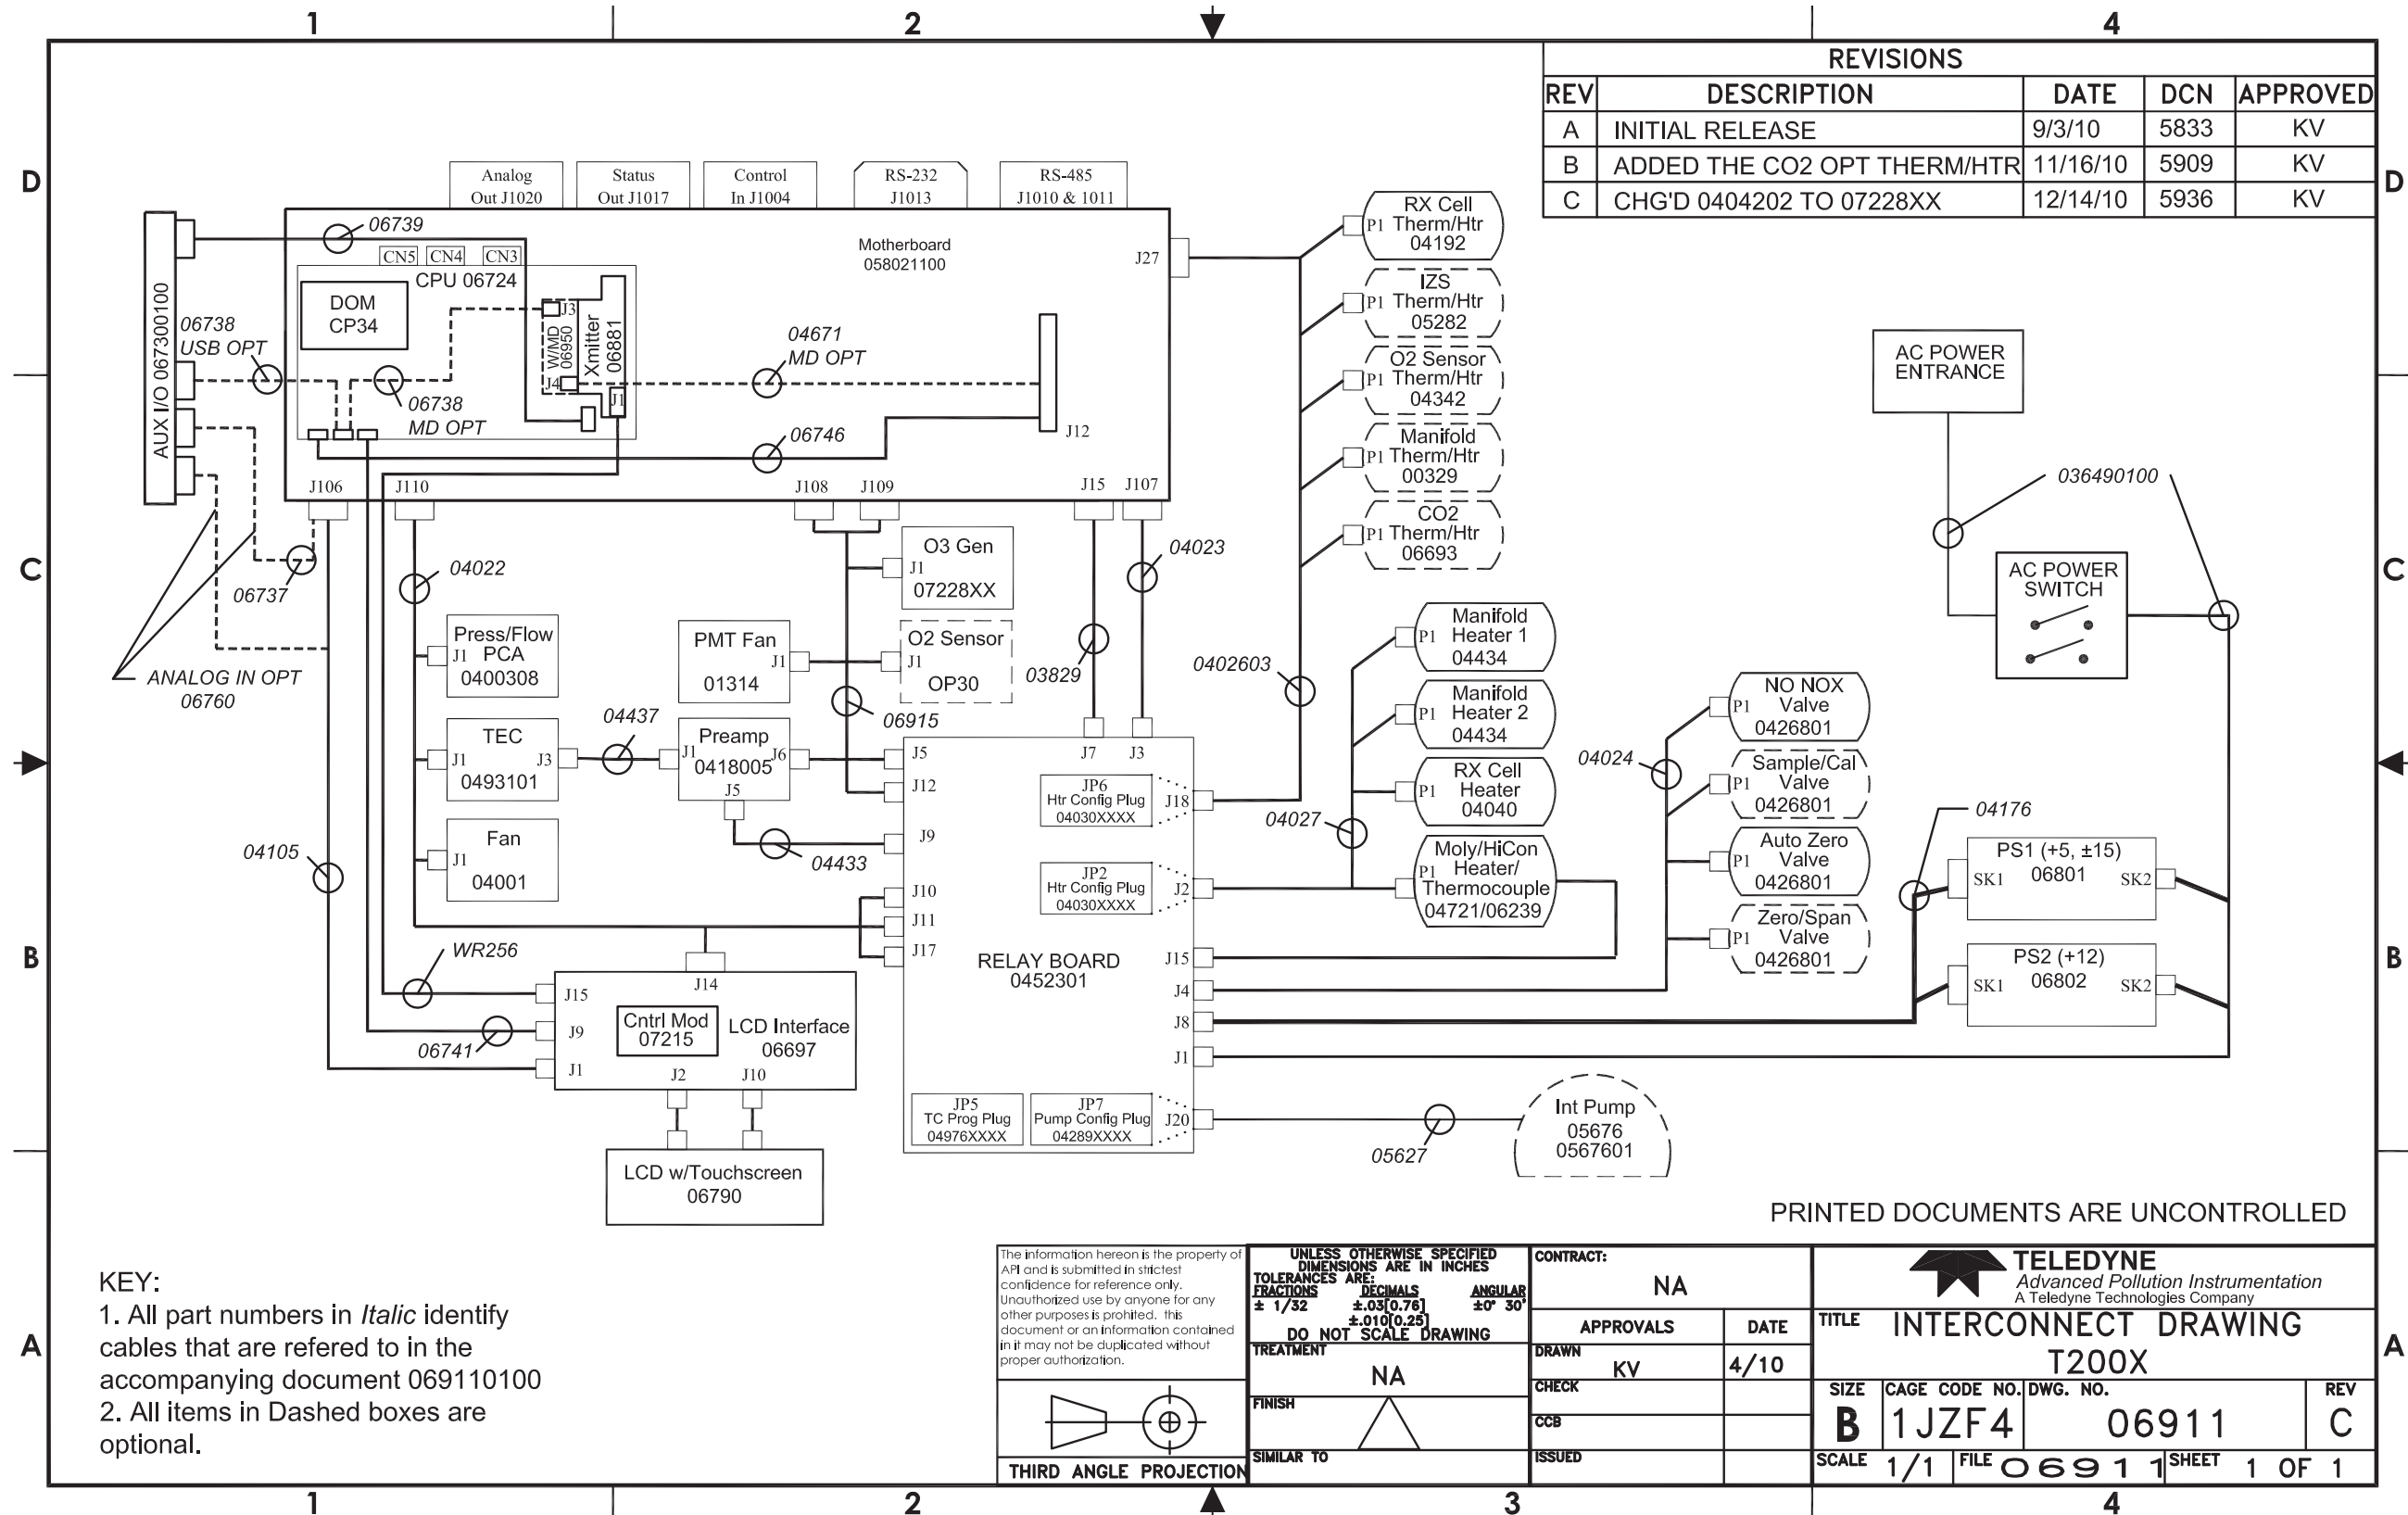 1
2
4
REVISIONS
REV DESCRIPTION DATE DCN APPROVED
A INITIAL RELEASE 9/3/10 5833 KV
B ADDED THE CO2 OPT THERM/HTR 11/16/10 5909 KV
C CHG'D 0404202 TO 07228XX 12/14/10 5936 KV
D
D
Analog
Out J1020
Status
Out J1017
Control
In J1004
RS-232
J1013
RS-485
J1010 & 1011
AUX I/O 067300100
06739
06738
USB OPT
CN5
CN4
CN3
CPU 06724
DOM
CP34
J3
W/MD
06950
J4
Xmitter
06881
J1
06738
MD OPT
04671
MD OPT
06746
Motherboard
058021100
J27
J12
J106
J110
J108
J109
J15
J107
RX Cell
P1 Therm/Htr
04192
IZS
P1 Therm/Htr
05282
O2 Sensor
P1 Therm/Htr
04342
Manifold
P1 Therm/Htr
00329
CO2
P1 Therm/Htr
06693
AC POWER
ENTRANCE
036490100
AC POWER
SWITCH
C
C
06737
ANALOG IN OPT
06760
04022
Press/Flow
J1 PCA
0400308
TEC
J1 J3
0493101
Fan
J1
04001
04437
PMT Fan
J1
01314
Preamp
J1 J6
0418005
J5
04433
O3 Gen
J1
07228XX
O2 Sensor
J1
OP30
06915
03829
04023
0402603
J5
J12
J9
J10
J11
J17
J7
J3
JP6
Htr Config Plug
04030XXXX
J18
JP2
Htr Config Plug
04030XXXX
J2
RELAY BOARD
0452301
J15
J4
J8
J1
JP5
TC Prog Plug
04976XXXX
JP7
Pump Config Plug
04289XXXX
J20
04027
Manifold
P1 Heater 1
04434
Manifold
P1 Heater 2
04434
RX Cell
P1 Heater
04040
Moly/HiCon
P1 Heater/
Thermocouple
04721/06239
04024
NO NOX
P1 Valve
0426801
Sample/Cal
P1 Valve
0426801
Auto Zero
P1 Valve
0426801
Zero/Span
P1 Valve
0426801
04176
PS1 (+5, ±15)
06801
SK1 SK2
PS2 (+12)
06802
SK1 SK2
B
B
04105
WR256
06741
J15
J9
J1
J14
Cntrl Mod
07215
LCD Interface
06697
J2
J10
LCD w/Touchscreen
06790
05627
Int Pump
05676
0567601
PRINTED DOCUMENTS ARE UNCONTROLLED
A
A
KEY:
1. All part numbers in Italic identify
cables that are refered to in the
accompanying document 069110100
2. All items in Dashed boxes are
optional.
The information hereon is the property of
API and is submitted in strictest
confidence for reference only.
Unauthorized use by anyone for any
other purposes is prohited. this
document or an information contained
in it may not be duplicated without
proper authorization.
THIRD ANGLE PROJECTION
UNLESS OTHERWISE SPECIFIED
DIMENSIONS ARE IN INCHES
TOLERANCES ARE:
FRACTIONS DECIMALS ANGULAR
± 1/32 ±.03[0.76] ±0° 30'
±.010[0.25]
DO NOT SCALE DRAWING
TREATMENT
NA
FINISH
SIMILAR TO
CONTRACT:
NA
APPROVALS DATE
DRAWN KV 4/10
CHECK
CCB
ISSUED
TELEDYNE
Advanced Pollution Instrumentation
A Teledyne Technologies Company
TITLE INTERCONNECT DRAWING
T200X
SIZE CAGE CODE NO. DWG. NO. REV
B 1JZF4 06911 C
SCALE 1/1 FILE 06911 SHEET 1 OF 1
1
2
3
4